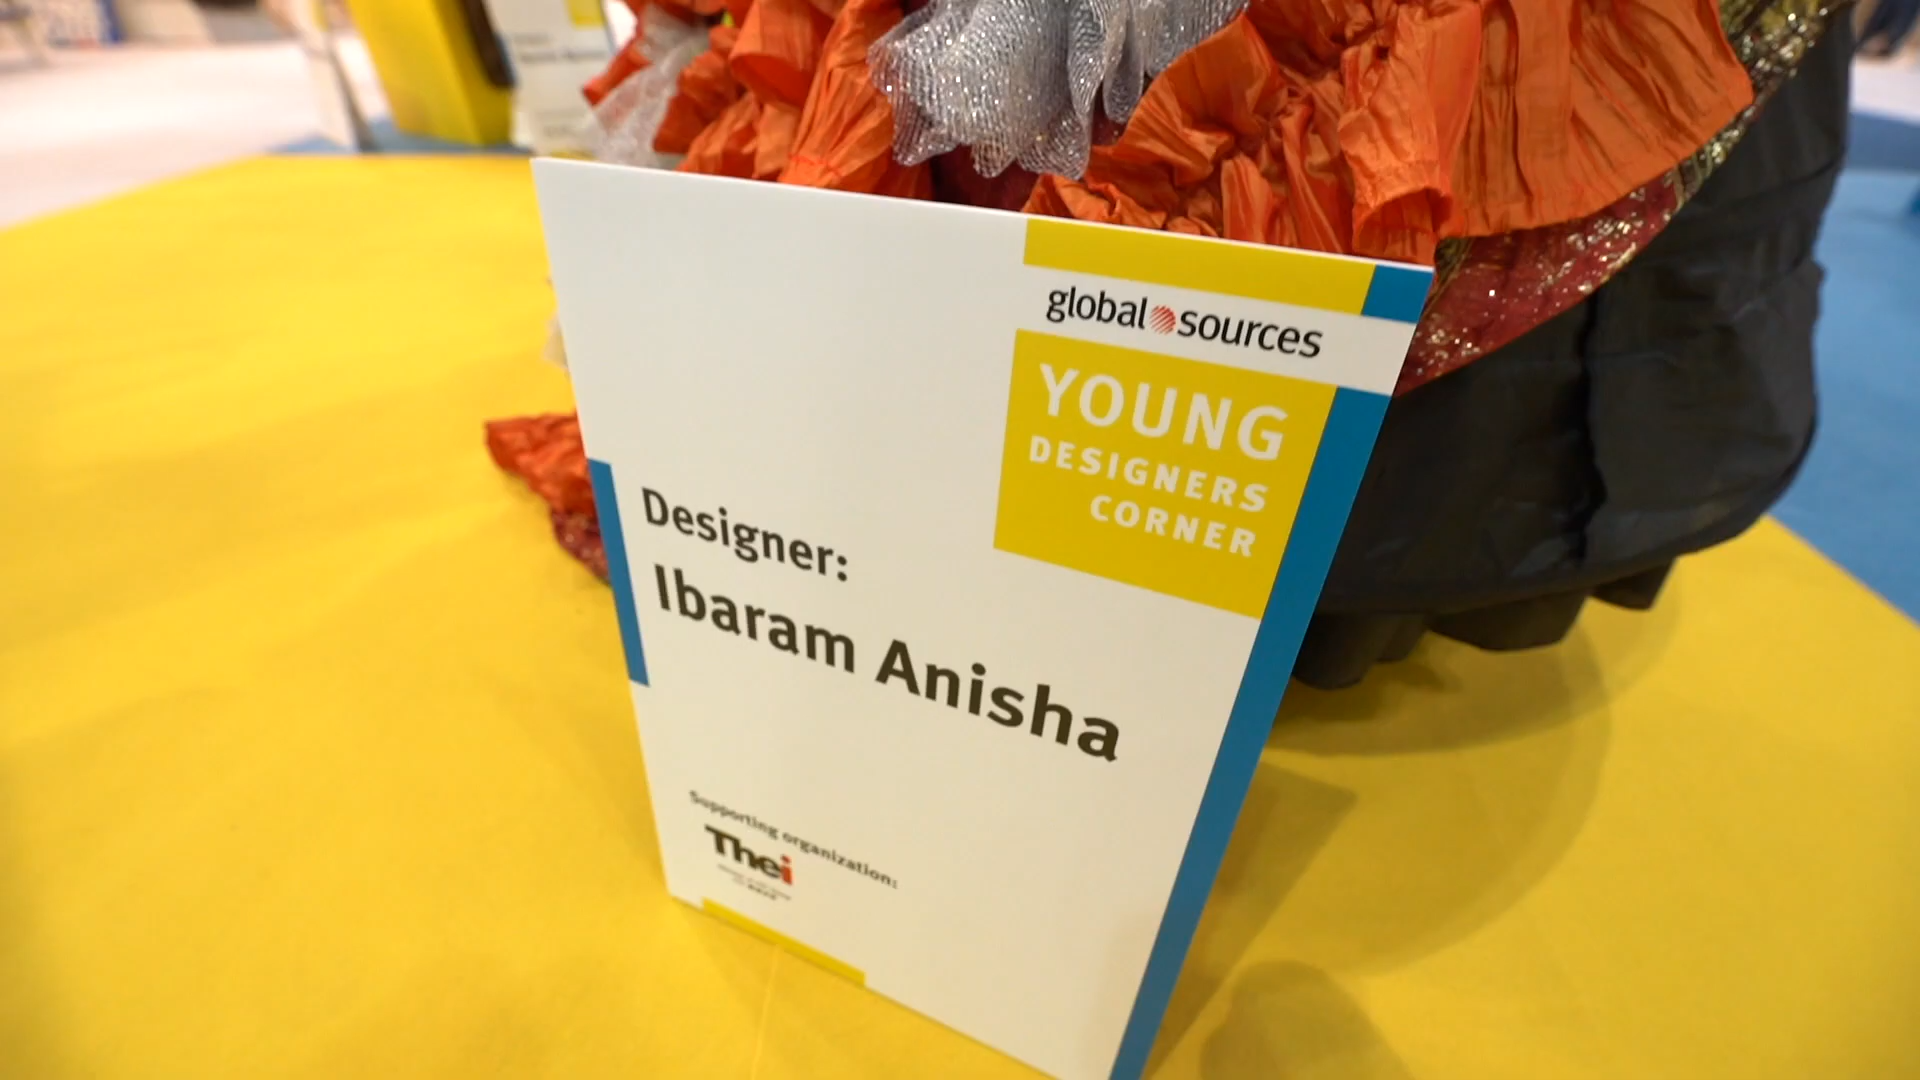 global sources
YOUNG
DESIGNERS
CORNER
Designer:
Ibaram Anisha
Supporting organization:
Thei